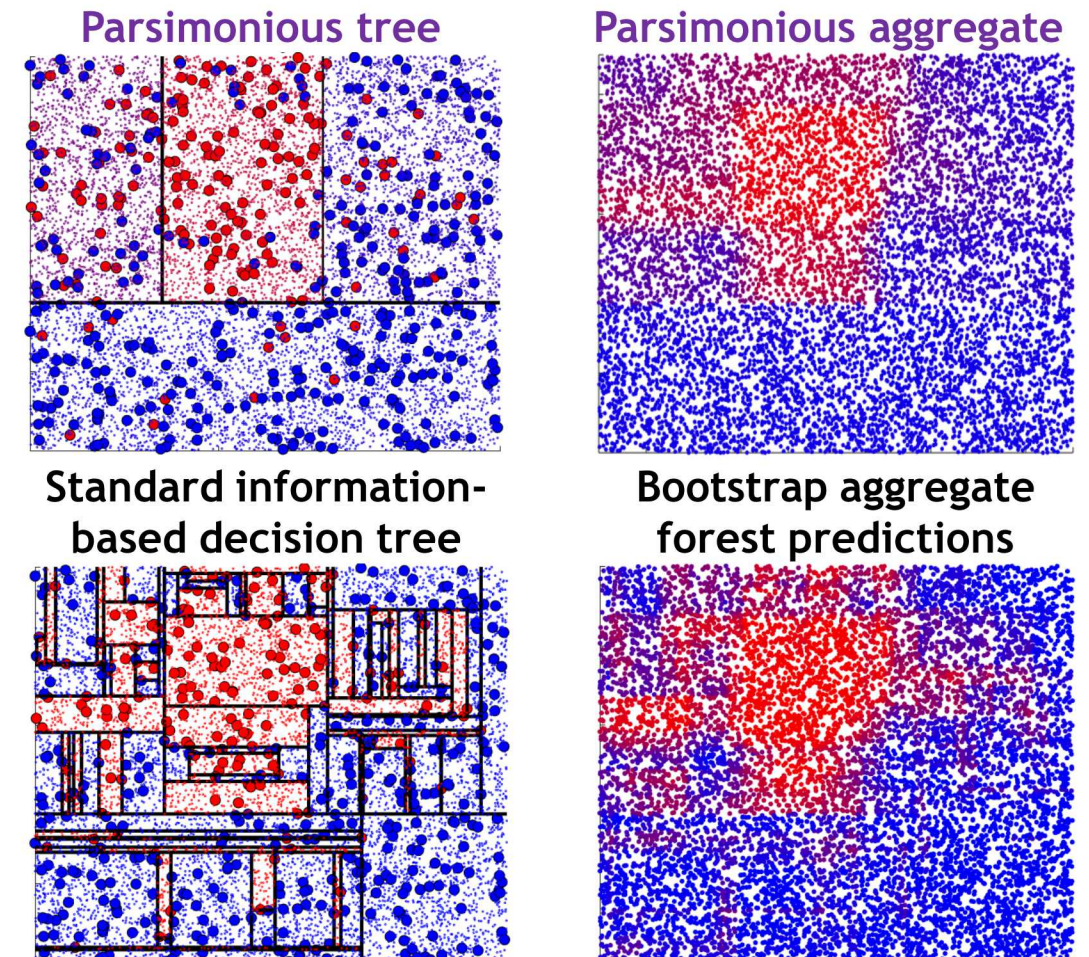 Parsimonious tree
Parsimonious aggregate
Standard information-
based decision tree
Bootstrap aggregate
forest predictions